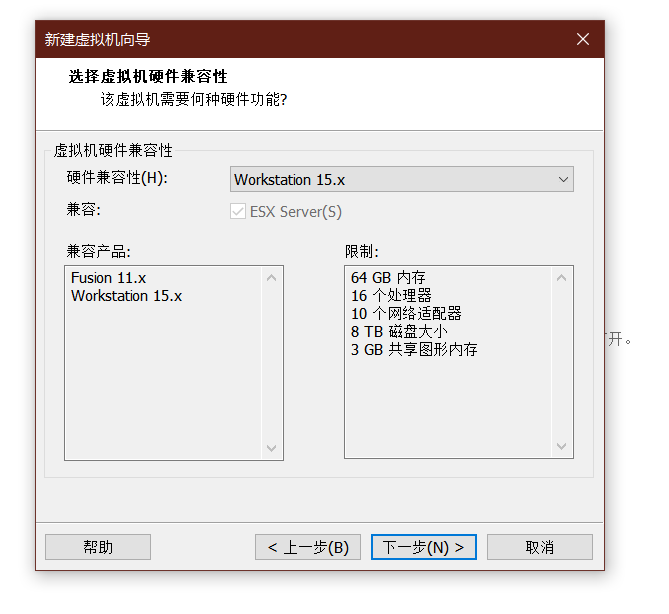 新建虚拟机向导
选择虚拟机硬件兼容性
该虚拟机需要何种硬件功能?
虚拟机硬件兼容性
硬件兼容性(H):
Workstation 15.x
兼容:
ESX Server(S)
兼容产品:
Fusion 11.x
Workstation 15.x
限制:
64 GB 内存
16 个处理器
10 个网络适配器
8 TB 磁盘大小
3 GB 共享图形内存
开。
帮助
< 上一步(B)
下一步(N) >
取消